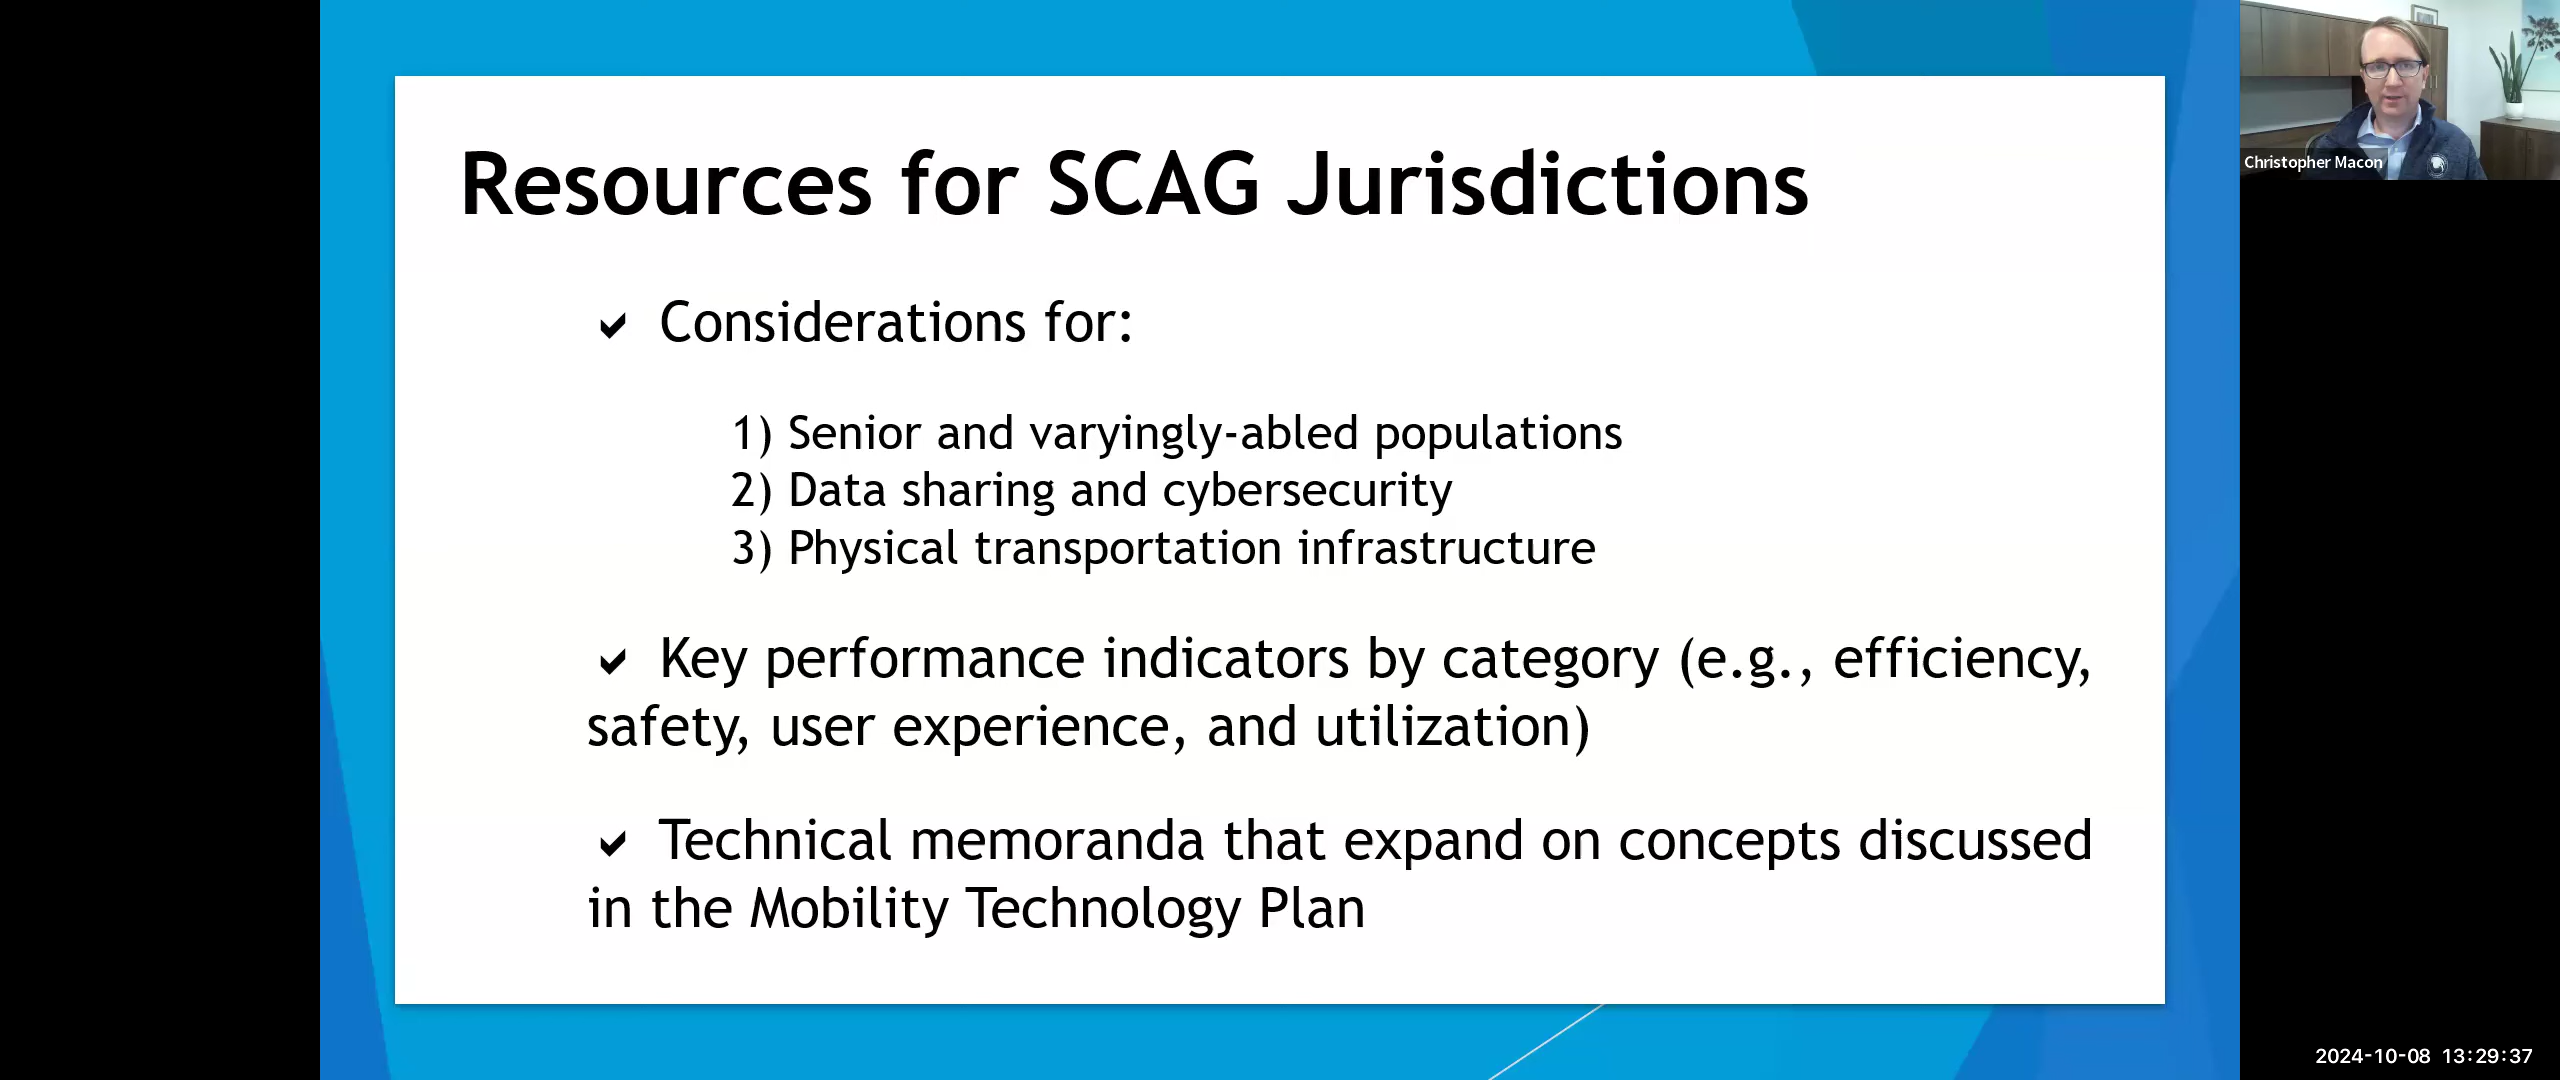 Resources for SCAG Jurisdictions
✓ Considerations for:
1) Senior and varyingly-abled populations
2) Data sharing and cybersecurity
3) Physical transportation infrastructure
✓ Key performance indicators by category (e.g., efficiency,
safety, user experience, and utilization)
✓ Technical memoranda that expand on concepts discussed
in the Mobility Technology Plan
Christopher Macon
2024-10-08 13:29:37